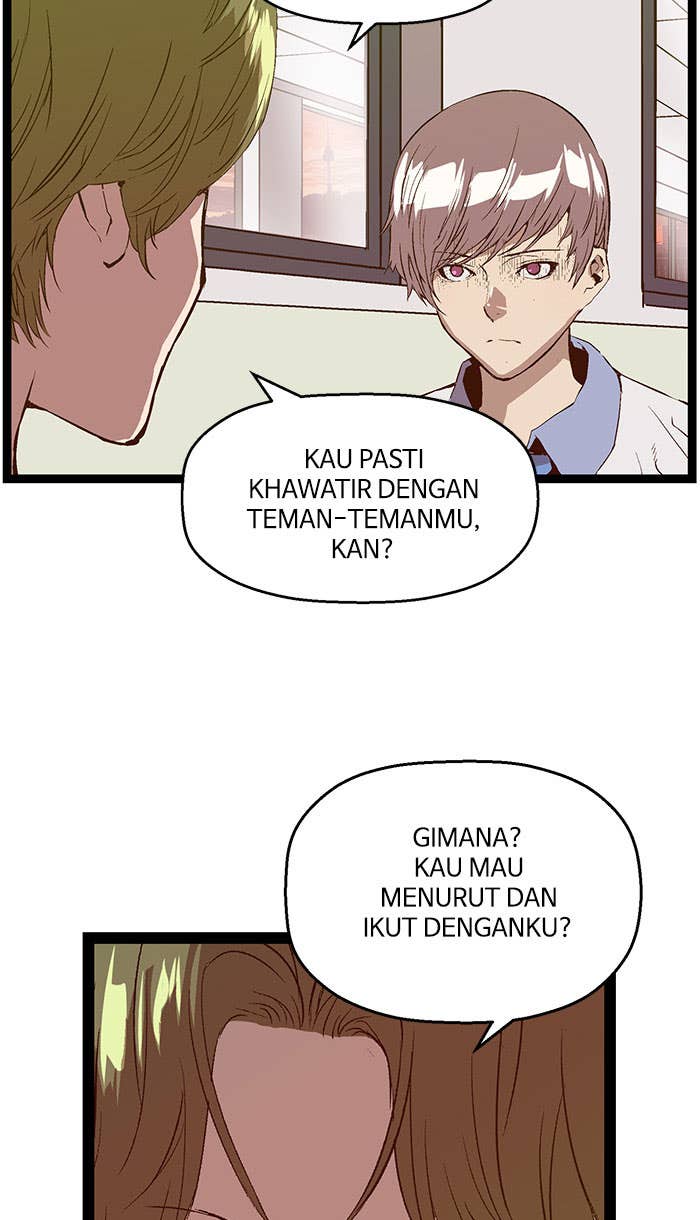 KAU PASTI
KHAWATIR DENGAN
TEMAN-TEMANMU,
KAN?
GIMANA?
KAU MAU
MENURUT DAN
IKUT DENGANKU?